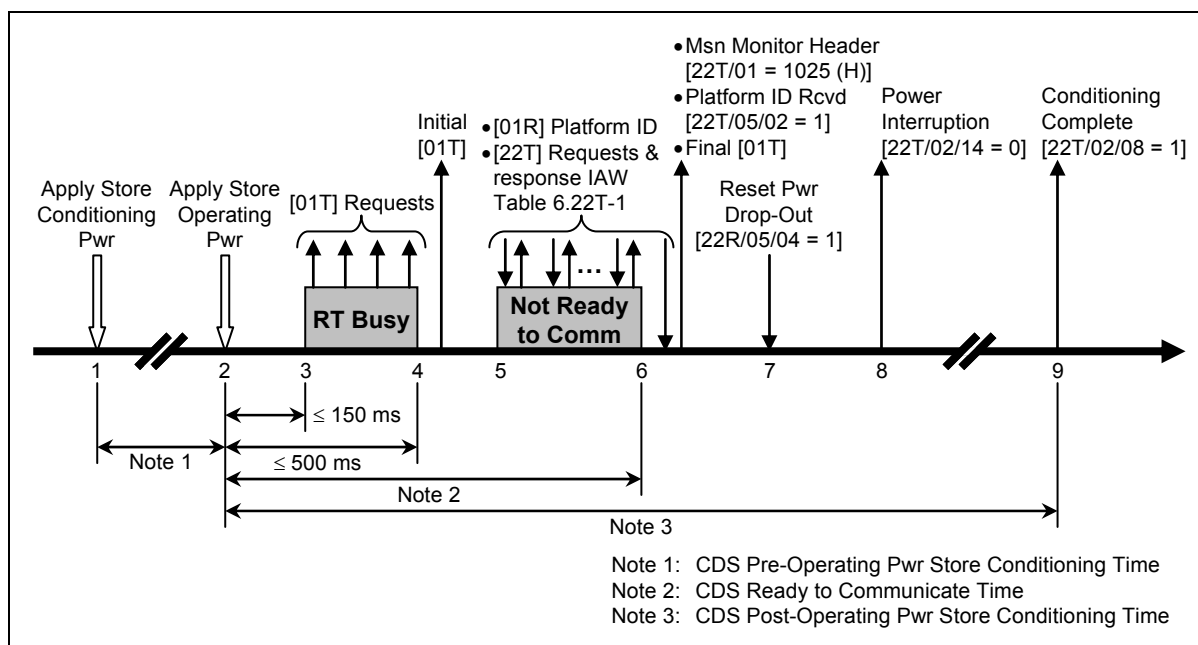 •Msn Monitor Header
[22T/01 = 1025 (H)]
•Platform ID Rcvd
[22T/05/02 = 1]
•Final [01T]
Power
Interruption
[22T/02/14 = 0]
Conditioning
Complete
[22T/02/08 = 1]
Initial
[01T]
•[01R] Platform ID
•[22T] Requests &
response IAW
Table 6.22T-1
Apply Store
Conditioning
Pwr
Apply Store
Operating
Pwr
[01T] Requests
Reset Pwr
Drop-Out
[22R/05/04 = 1]
...
RT Busy
Not Ready
to Comm
1 2 3 4 5 6 7 8 9
≤ 150 ms
Note 1
≤ 500 ms
Note 2
Note 3
Note 1: CDS Pre-Operating Pwr Store Conditioning Time
Note 2: CDS Ready to Communicate Time
Note 3: CDS Post-Operating Pwr Store Conditioning Time